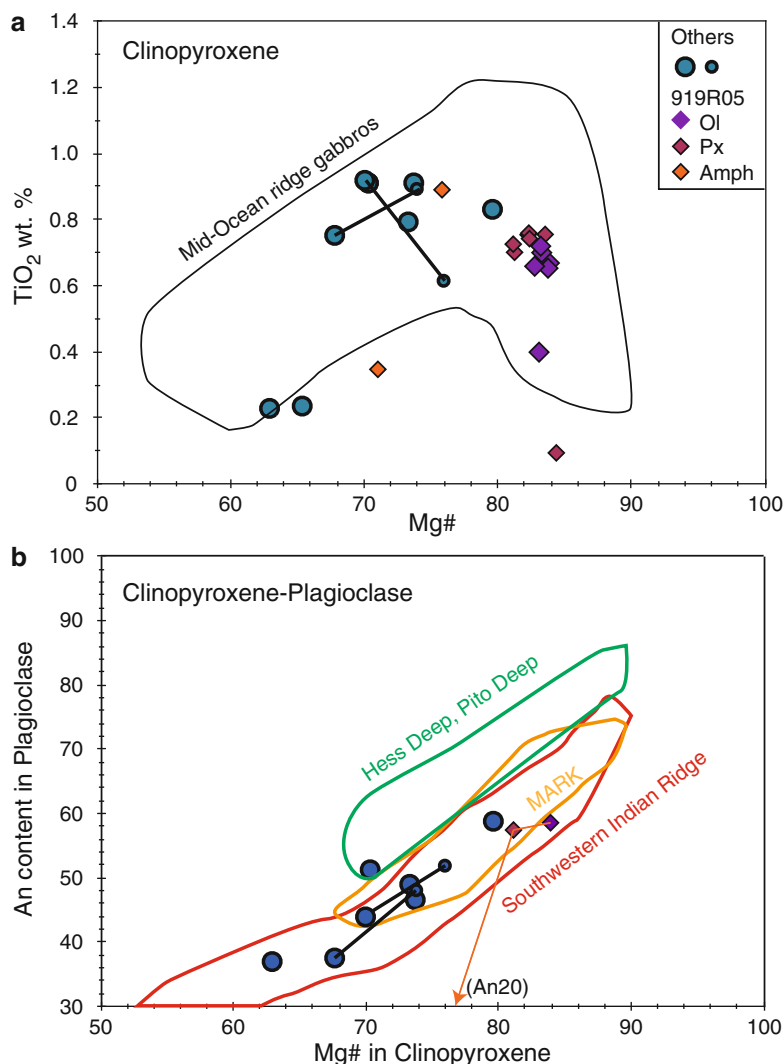 a
Clinopyroxene
Mid-Ocean ridge gabbros
Others
919R05
Ol
Px
Amph
TiO2 wt. %
1.4
1.2
1.0
0.8
0.6
0.4
0.2
0
50
60
70
80
90
100
Mg#
b
Clinopyroxene-Plagioclase
Hess Deep, Pito Deep
MARK
Southwestern Indian Ridge
(An20)
An content in Plagioclase
100
90
80
70
60
50
40
30
50
60
70
80
90
100
Mg# in Clinopyroxene